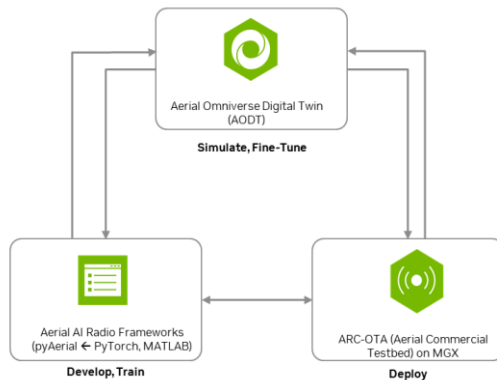 Aerial Omniverse Digital Twin
(AODT)
Simulate, Fine-Tune
Aerial AI Radio Frameworks
(pyAerial ← PyTorch, MATLAB)
Develop, Train
ARC-OTA (Aerial Commercial
Testbed) on MGX
Deploy